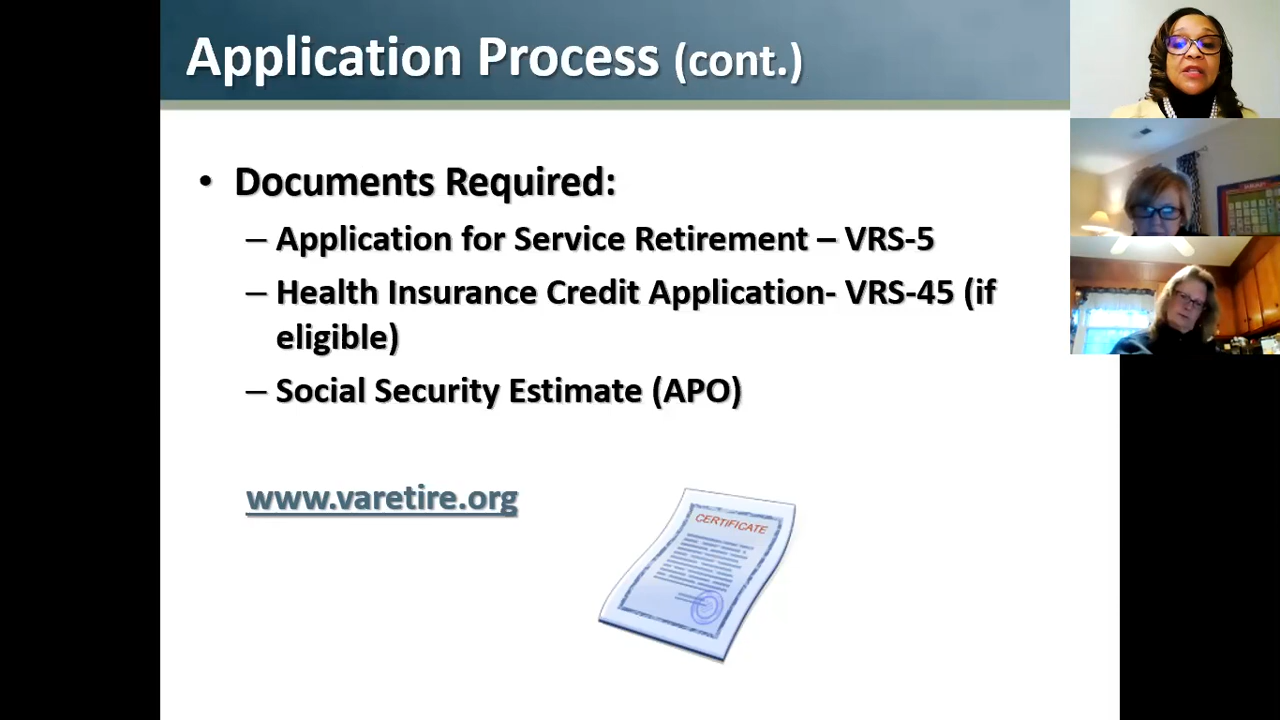 Application Process (cont.)
• Documents Required:
– Application for Service Retirement – VRS-5
– Health Insurance Credit Application- VRS-45 (if
eligible)
– Social Security Estimate (APO)
www.varetire.org
CERTIFICATE